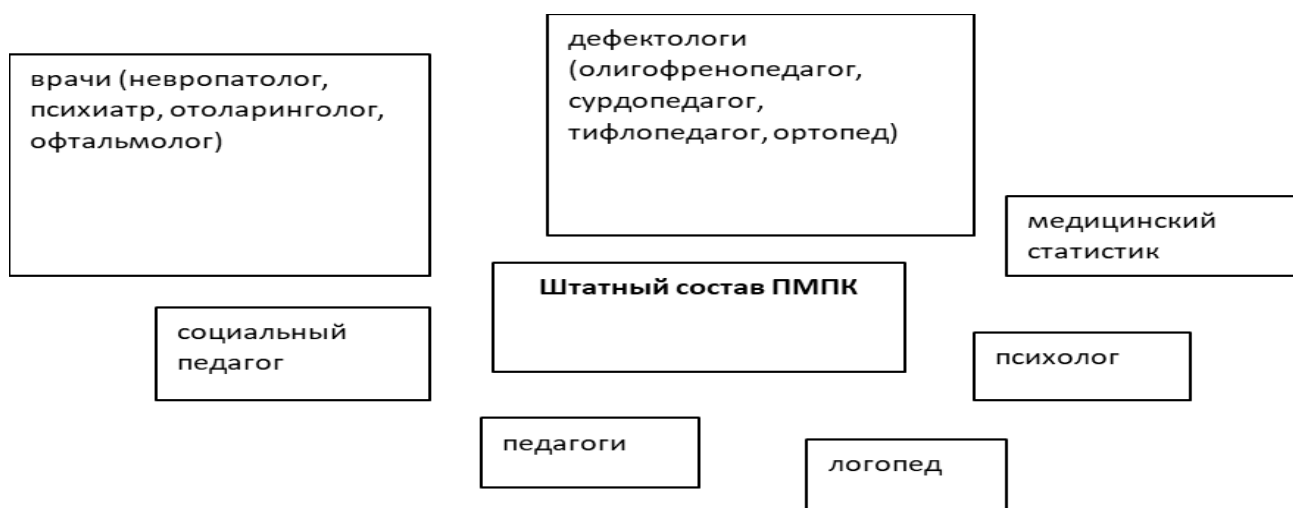 врачи (невропатолог,
психиатр, отоларинголог,
офтальмолог)
дефектологи
(олигофренопедагог,
сурдопедагог,
тифлопедагог, ортопед)
медицинский
статистик
Штатный состав ПМПК
социальный
педагог
психолог
педагоги
логопед